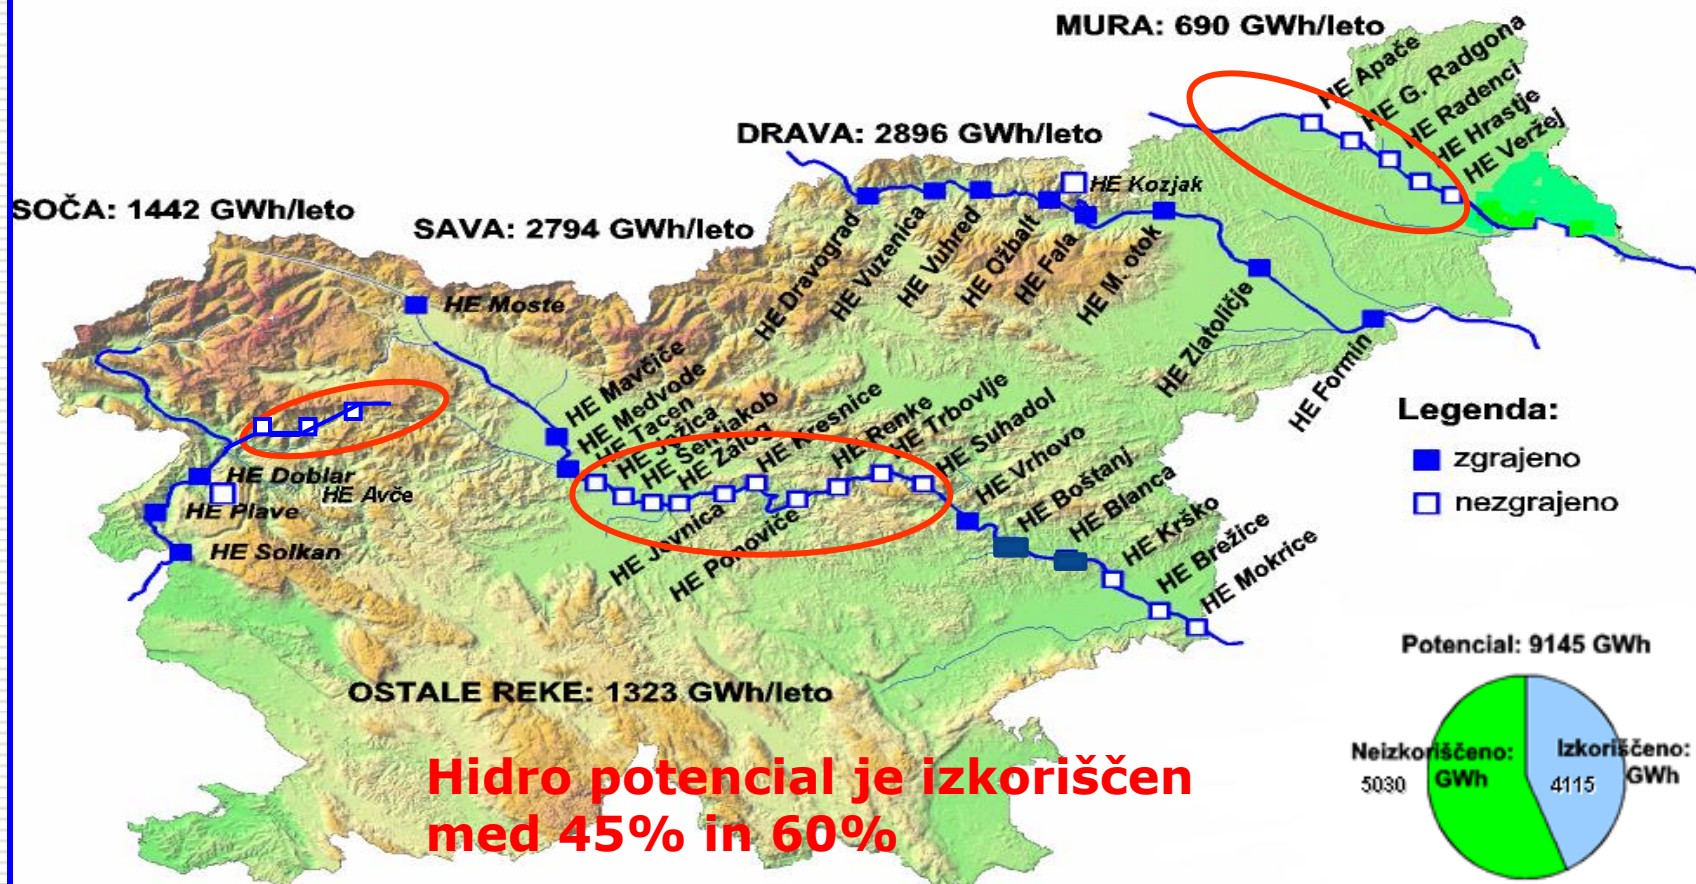 MURA: 690 GWh/leto
HE Apače
HE G. Radgona
HE Radenci
HE Hrastje
HE Veržej
DRAVA: 2896 GWh/leto
HE Kozjak
SOČA: 1442 GWh/leto
SAVA: 2794 GWh/leto
HE Dravograd
HE Vuzenica
HE Vuhred
HE Ožbalt
HE Fala
HE M. otok
HE Zlatoličje
HE Formin
HE Moste
HE Mavčiče
HE Medvode
HE Tacen
HE Ježica
HE Šentjakob
HE Zalog
HE Kresnice
HE Renke
HE Trbovlje
HE Suhadol
HE Vrhovo
HE Boštanj
HE Blanca
HE Krško
HE Brežice
HE Mokrice
HE Jevnica
HE Ponoviče
HE Doblar
HE Avče
HE Plave
HE Solkan
Legenda:
zgrajeno
nezgrajeno
OSTALE REKE: 1323 GWh/leto
Potencial: 9145 GWh
Neizkoriščeno:
5030 GWh
Izkoriščeno:
4115 GWh
Hidro potencial je izkoriščen
med 45% in 60%